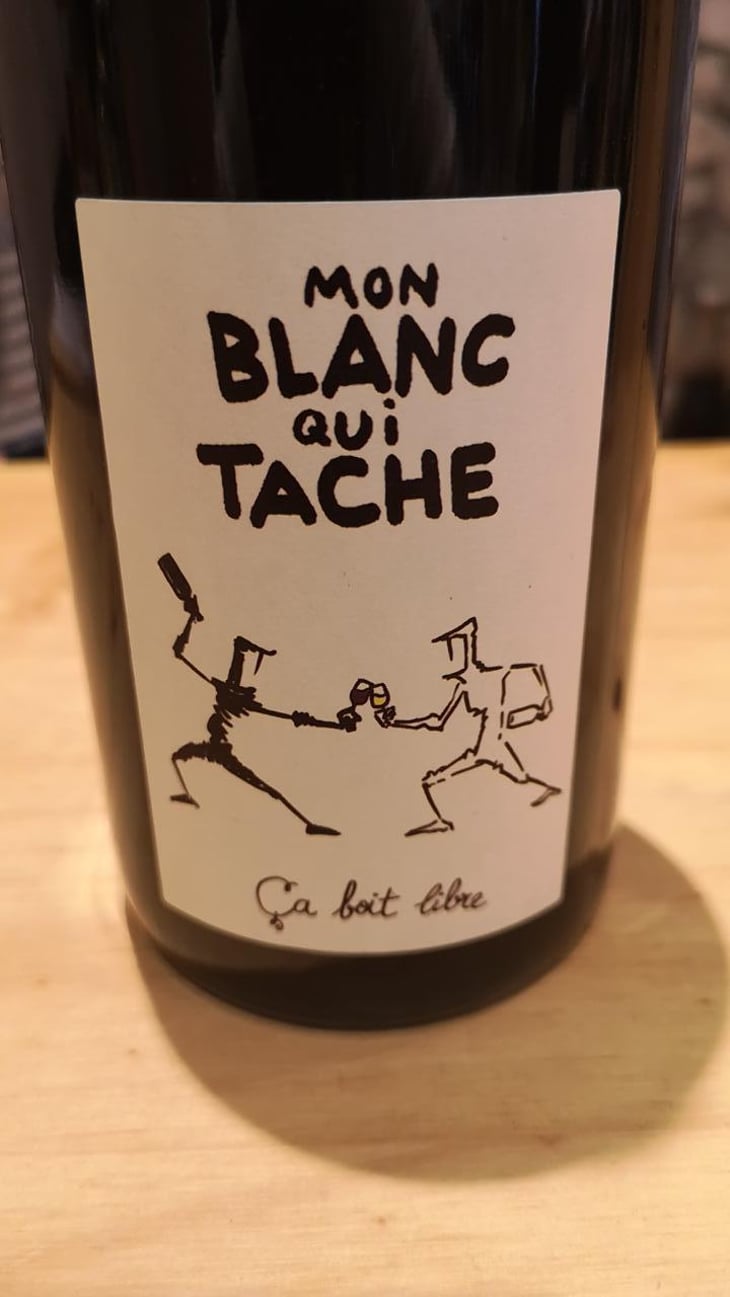 MON
BLANC
QUi
TACHE
Ça boit libre